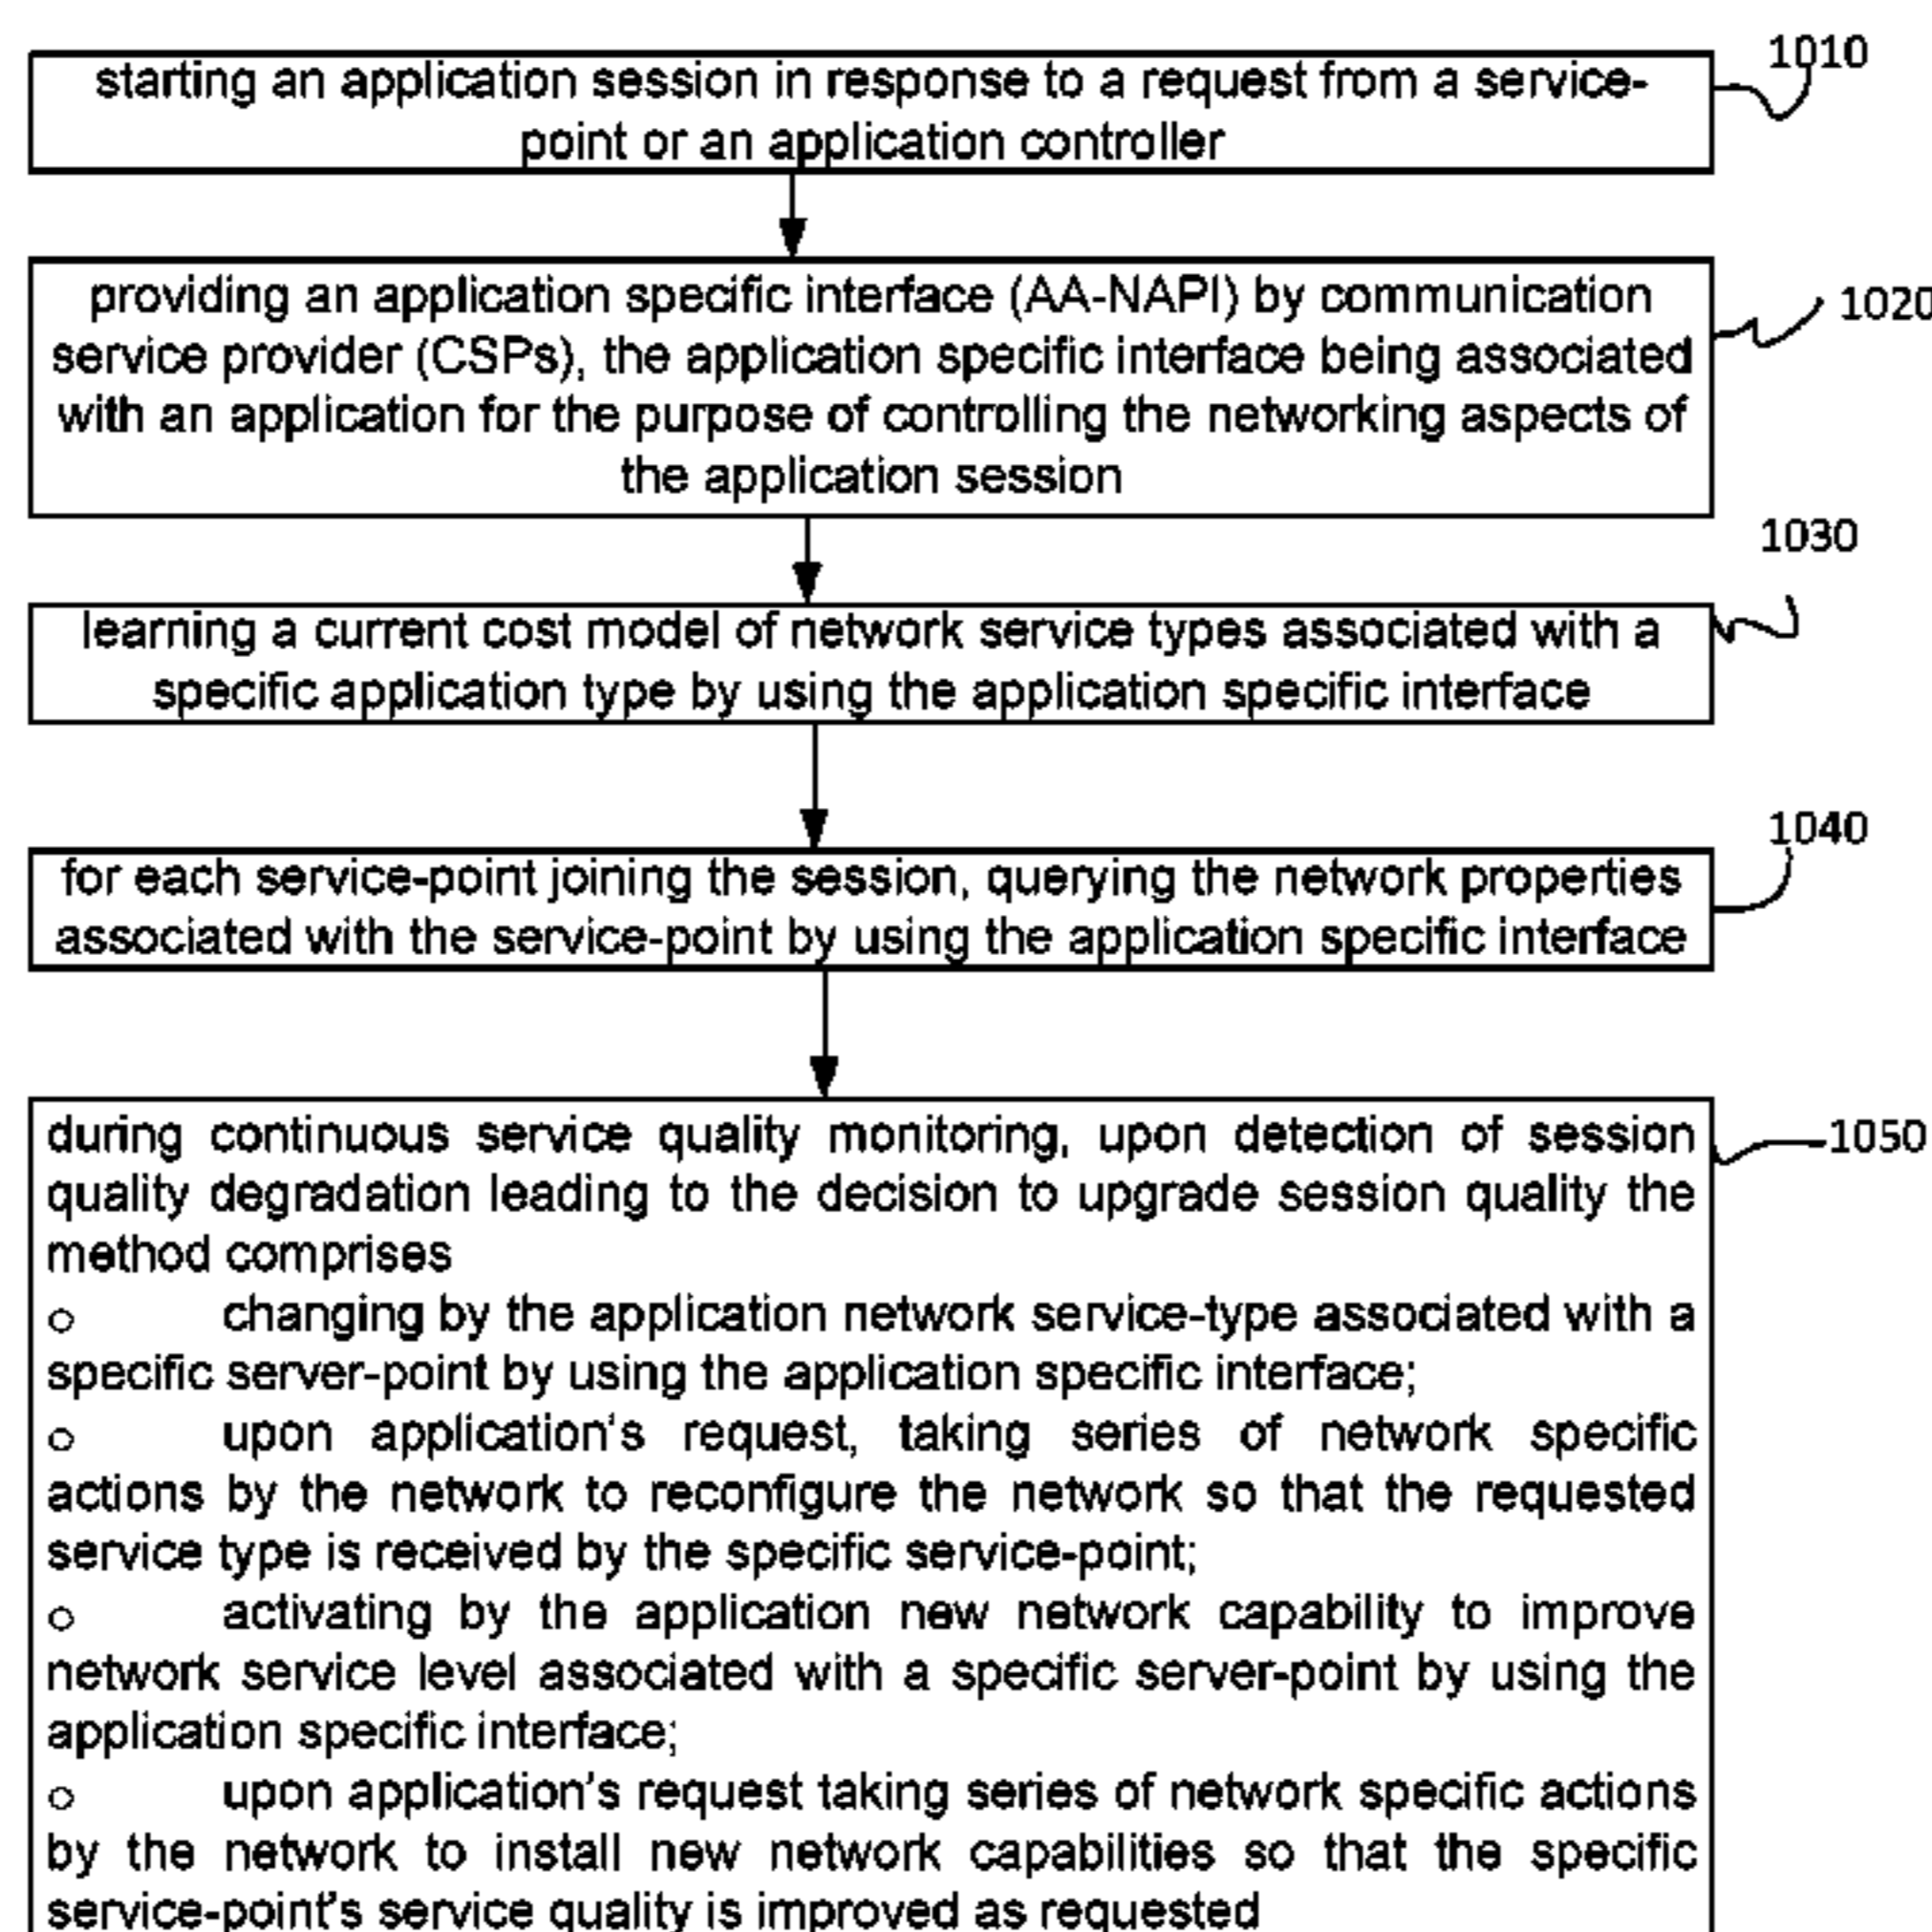 1010
starting an application session in response to a request from a service-
point or an application controller
providing an application specific interface (AA-NAPI) by communication
service provider (CSPs), the application specific interface being associated
with an application for the purpose of controlling the networking aspects of
the application session
1020
1030
learning a current cost model of network service types associated with a
specific application type by using the application specific interface
1040
for each service-point joining the session, querying the network properties
associated with the service-point by using the application specific interface
1050
during continuous service quality monitoring, upon detection of session
quality degradation leading to the decision to upgrade session quality the
method comprises
o changing by the application network service-type associated with a
specific server-point by using the application specific interface;
o upon application's request, taking series of network specific
actions by the network to reconfigure the network so that the requested
service type is received by the specific service-point;
o activating by the application new network capability to improve
network service level associated with a specific server-point by using the
application specific interface;
o upon application's request taking series of network specific actions
by the network to install new network capabilities so that the specific
service-point's service quality is improved as requested